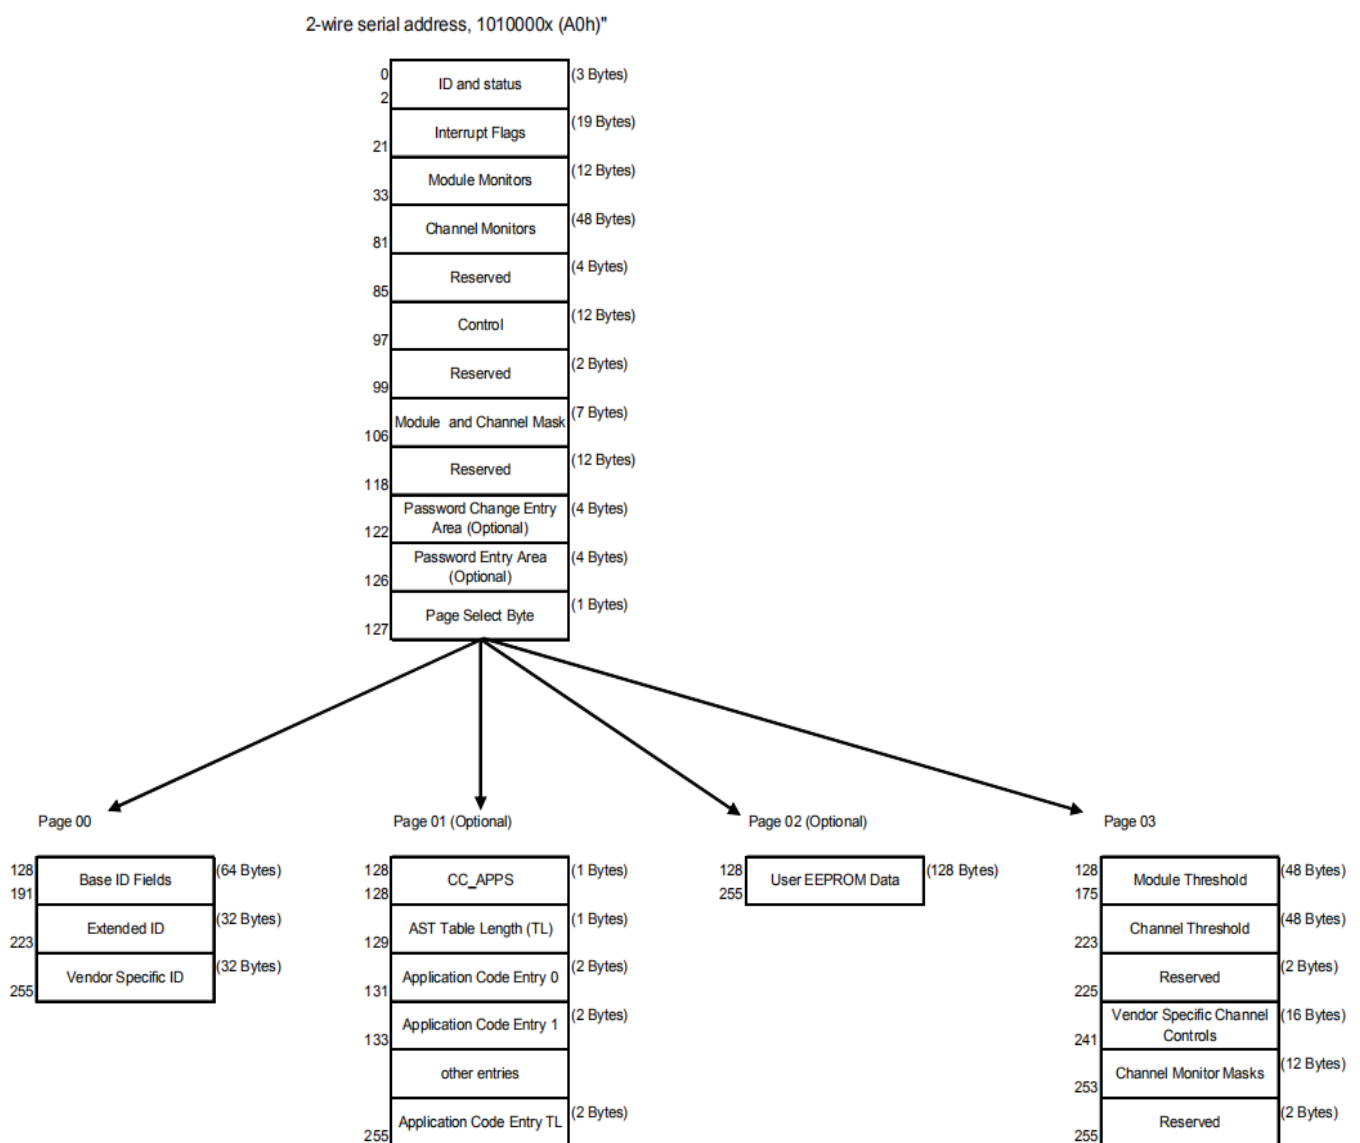 2-wire serial address, 1010000x (A0h)"
0
2
ID and status
(3 Bytes)
21
Interrupt Flags
(19 Bytes)
33
Module Monitors
(12 Bytes)
81
Channel Monitors
(48 Bytes)
85
Reserved
(4 Bytes)
97
Control
(12 Bytes)
99
Reserved
(2 Bytes)
106
Module and Channel Mask
(7 Bytes)
118
Reserved
(12 Bytes)
122
Password Change Entry
Area (Optional)
(4 Bytes)
126
Password Entry Area
(Optional)
(4 Bytes)
127
Page Select Byte
(1 Bytes)
Page 00
128
191
Base ID Fields
(64 Bytes)
223
Extended ID
(32 Bytes)
255
Vendor Specific ID
(32 Bytes)
Page 01 (Optional)
128
128
CC_APPS
(1 Bytes)
129
AST Table Length (TL)
(1 Bytes)
131
Application Code Entry 0
(2 Bytes)
133
Application Code Entry 1
(2 Bytes)
other entries
255
Application Code Entry TL
(2 Bytes)
Page 02 (Optional)
128
255
User EEPROM Data
(128 Bytes)
Page 03
128
175
Module Threshold
(48 Bytes)
223
Channel Threshold
(48 Bytes)
225
Reserved
(2 Bytes)
241
Vendor Specific Channel
Controls
(16 Bytes)
253
Channel Monitor Masks
(12 Bytes)
255
Reserved
(2 Bytes)